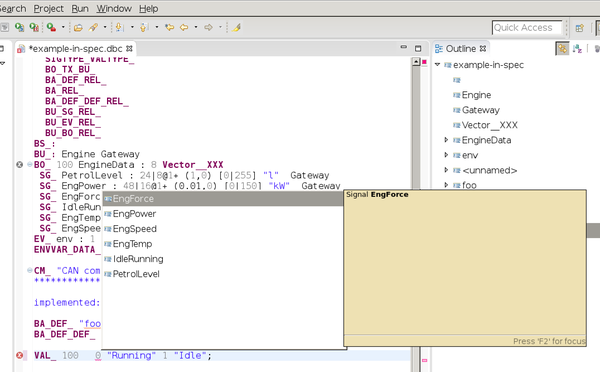 Search Project Run Window Help
Quick Access
*example-in-spec.dbc
Outline
SIGTYPE_VALTYPE_
BO_TX_BU_
BA_DEF_REL_
BA_REL_
BA_DEF_DEF_REL_
BU_SG_REL_
BU_EV_REL_
BU_BO_REL_
BS_:
BU_: Engine Gateway
BO_ 100 EngineData : 8 Vector__XXX
SG_ PetrolLevel : 24|8@1+ (1,0) [0|255] "l" Gateway
SG_ EngPower : 48|16@1+ (0.01,0) [0|150] "kW" Gateway
SG_ EngForc
SG_ IdleRun
SG_ EngTemp
SG_ EngSpee
EV_ env : 1
ENVVAR_DATA_
CM_ "CAN com
************
implemented:
BA_DEF_ "foo
BA_DEF_DEF_
VAL_ 100 0 "Running" 1 "Idle";
EngForce
EngPower
EngSpeed
EngTemp
IdleRunning
PetrolLevel
Signal EngForce
Press 'F2' for focus
example-in-spec
Engine
Gateway
Vector__XXX
EngineData
env
<unnamed>
foo